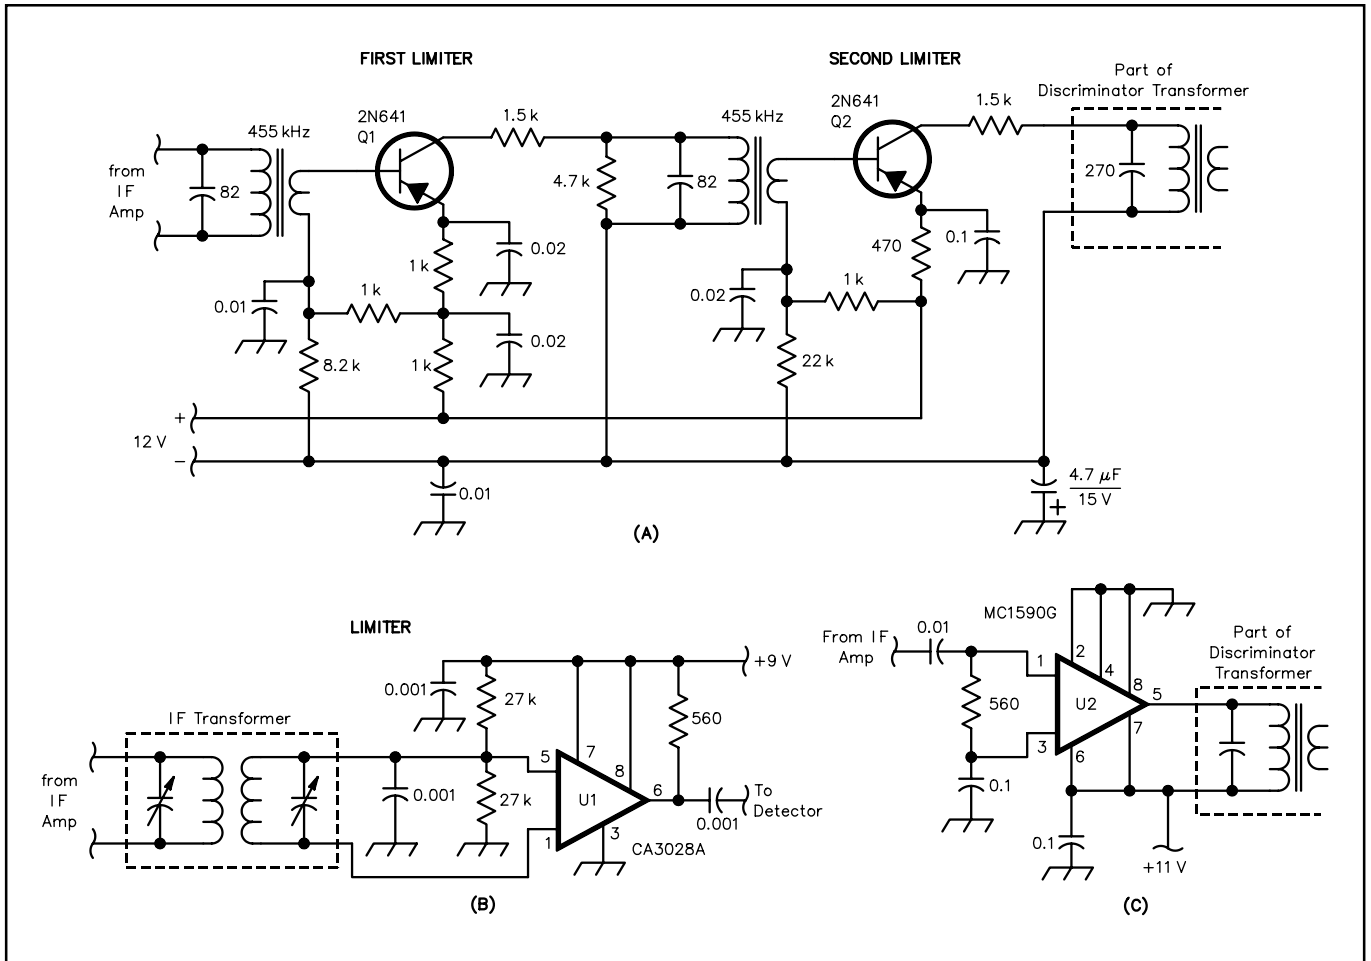 FIRST LIMITER
SECOND LIMITER
Part of
Discriminator Transformer
455 kHz
2N641
Q1
1.5 k
455 kHz
2N641
Q2
1.5 k
from
IF
Amp
82
4.7 k
82
270
1 k
0.02
470
0.1
0.01
1 k
0.02
0.02
1 k
8.2 k
1 k
22 k
+
12 V
–
0.01
4.7 µF
15 V
+
(A)
LIMITER
0.001
27 k
+9 V
560
IF Transformer
from
IF
Amp
0.001
27 k
5
7
8
U1
6
1
3
CA3028A
0.001
To
Detector
(B)
MC1590G
From IF
Amp
0.01
560
0.1
1
2
4
8
5
U2
3
7
6
0.1
+11 V
Part of
Discriminator
Transformer
(C)